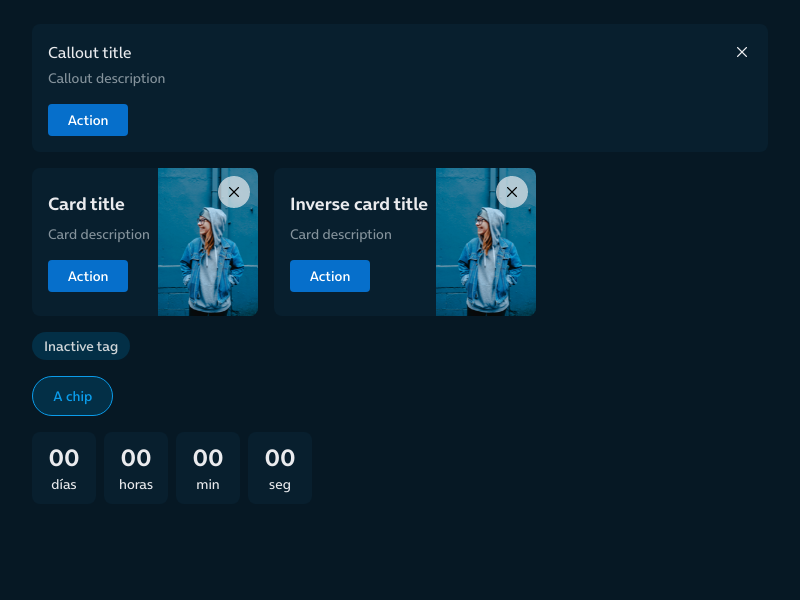 Callout title
Callout description
Action
Card title
Card description
Action
Inverse card title
Card description
Action
Inactive tag
A chip
00 00 00 00
días horas min seg